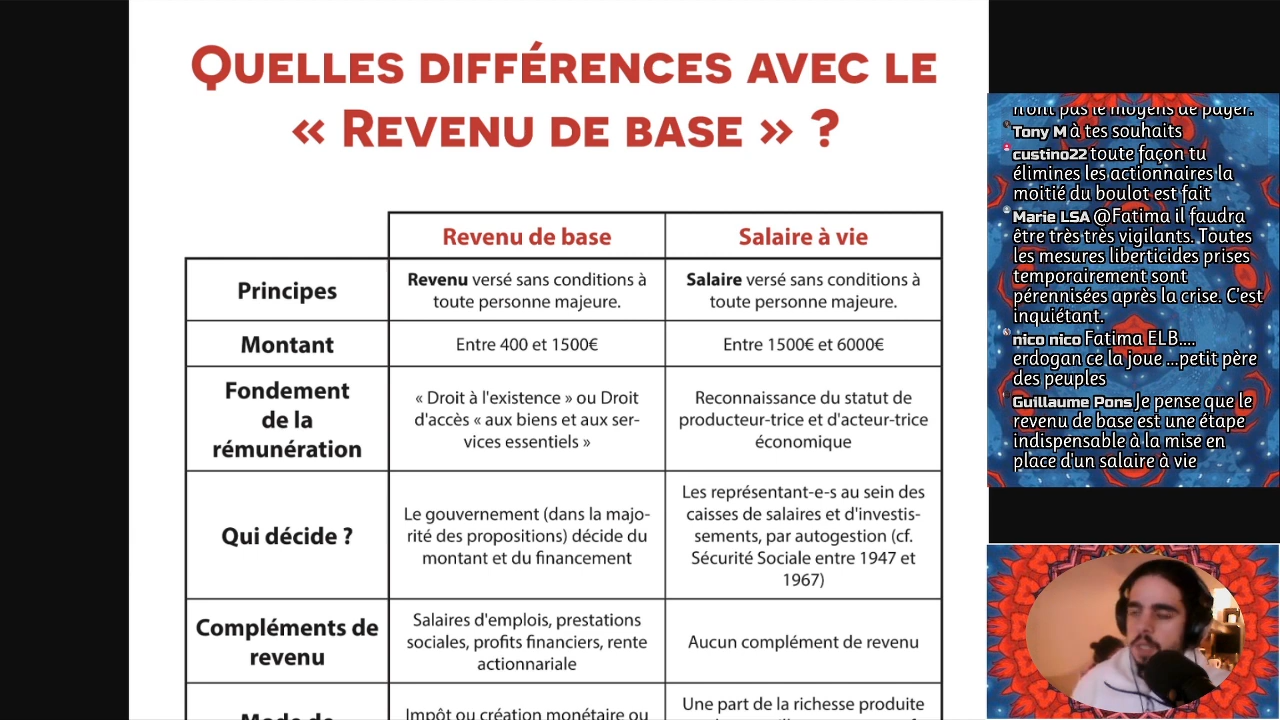 QUELLES DIFFÉRENCES AVEC LE
« REVENU DE BASE » ?
Revenu de base
Salaire à vie
Principes
Revenu versé sans conditions à
toute personne majeure.
Salaire versé sans conditions à
toute personne majeure.
Montant
Entre 400 et 1500€
Entre 1500€ et 6000€
Fondement
de la
rémunération
« Droit à l'existence » ou Droit
d'accès « aux biens et aux ser-
vices essentiels »
Reconnaissance du statut de
producteur-trice et d'acteur-trice
économique
Qui décide ?
Le gouvernement (dans la majo-
rité des propositions) décide du
montant et du financement
Les représentant-e-s au sein des
caisses de salaires et d'investis-
sements, par autogestion (cf.
Sécurité Sociale entre 1947 et
1967)
Compléments de
revenu
Salaires d'emplois, prestations
sociales, profits financiers, rente
actionnariale
Aucun complément de revenu
Mode de
Impôt ou création monétaire ou
Une part de la richesse produite
n'ont pas le moyens de payer.
Tony M à tes souhaits
custino22 toute façon tu
élimines les actionnaires la
moitié du boulot est fait
Marie LSA @Fatima il faudra
être très très vigilants. Toutes
les mesures liberticides prises
temporairement sont
pérennisées après la crise. C'est
inquiétant.
nico nico Fatima ELB....
erdogan ce la joue ...petit père
des peuples
Guillaume Pons Je pense que le
revenu de base est une étape
indispensable à la mise en
place d'un salaire à vie